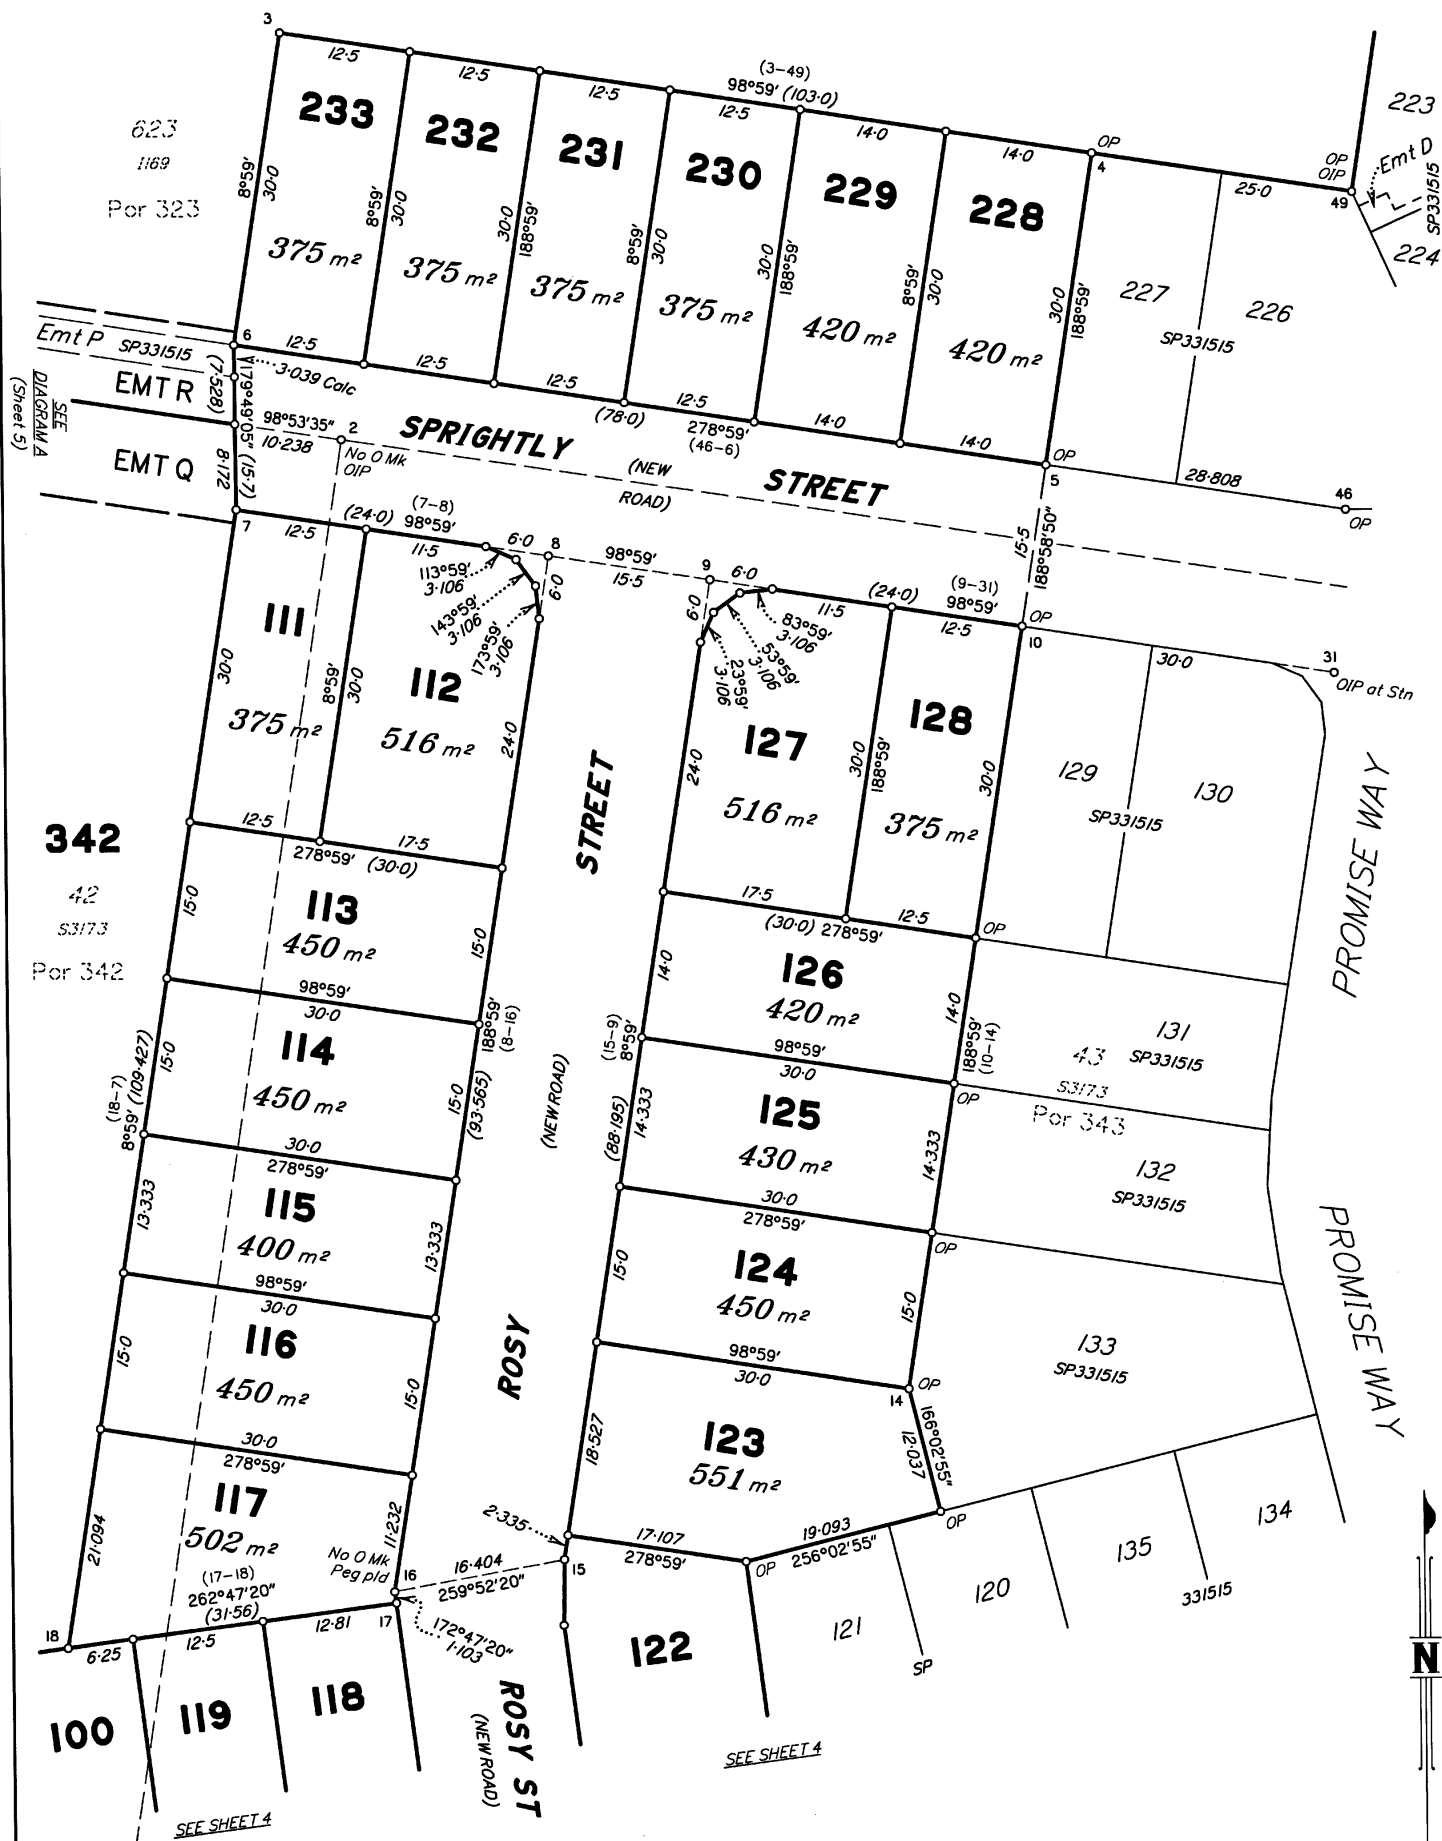 3
12·5
12·5
12·5
12·5
(3-49)
98°59' (103·0)
14·0
14·0
OP
4
25·0
OP
OIP
49
223
Emt D
SP331515
224
623
1169
Por 323
233
232
231
230
229
228
227
226
SP331515
8°59'
30·0
8°59'
30·0
30·0
188°59'
8°59'
30·0
30·0
188°59'
8°59'
30·0
30·0
188°59'
375 m²
375 m²
375 m²
375 m²
420 m²
420 m²
Emt P SP331515
EMT R
EMT Q
SEE
DIAGRAM A
(Sheet 5)
6
(7·528)
179°49'05" (15·7)
8·172
3·039 Calc
12·5
12·5
12·5
12·5
14·0
14·0
(78·0)
278°59'
(46-6)
OP
5
28·808
46
OP
98°53'35"
10·238
2
No O Mk
OIP
SPRIGHTLY
(NEW
ROAD)
STREET
15·5
188°58'50"
7
12·5
(24·0)
(7-8)
98°59'
11·5
6·0
8
6·0
98°59'
15·5
9
6·0
6·0
11·5
(24·0)
(9-31)
98°59'
12·5
OP
10
30·0
31
OIP at Stn
113°59'
3·106
143°59'
3·106
173°59'
3·106
83°59'
3·106
53°59'
3·106
23°59'
3·106
111
30·0
375 m²
8°59'
30·0
112
516 m²
24·0
STREET
24·0
127
516 m²
30·0
188°59'
128
375 m²
30·0
129
SP331515
130
PROMISE WAY
342
42
S3173
Por 342
12·5
17·5
278°59' (30·0)
15·0
113
450 m²
15·0
17·5
12·5
(30·0) 278°59'
OP
14·0
126
420 m²
14·0
98°59'
30·0
188°59'
(8-16)
(15-9)
8°59'
98°59'
30·0
188°59'
(10-14)
OP
131
SP331515
43
S3173
Por 343
(18-7)
8°59' (109·427)
15·0
114
450 m²
15·0
(93·565)
(NEW ROAD)
(88·195)
14·333
125
430 m²
14·333
132
SP331515
30·0
278°59'
30·0
278°59'
OP
13·333
115
400 m²
13·333
15·0
124
450 m²
15·0
PROMISE WAY
98°59'
30·0
98°59'
30·0
OP
14
15·0
116
450 m²
15·0
ROSY
133
SP331515
30·0
278°59'
18·527
123
551 m²
166°02'55"
12·037
21·094
117
502 m²
11·232
2·335
17·107
278°59'
19·093
256°02'55"
OP
OP
134
135
331515
120
121
SP
No O Mk
Peg pld
16
16·404
259°52'20"
15
(17-18)
262°47'20"
(31·56)
18
6·25
12·5
12·81
17
172°47'20"
1·103
122
100
119
118
ROSY ST
(NEW ROAD)
SEE SHEET 4
SEE SHEET 4
N